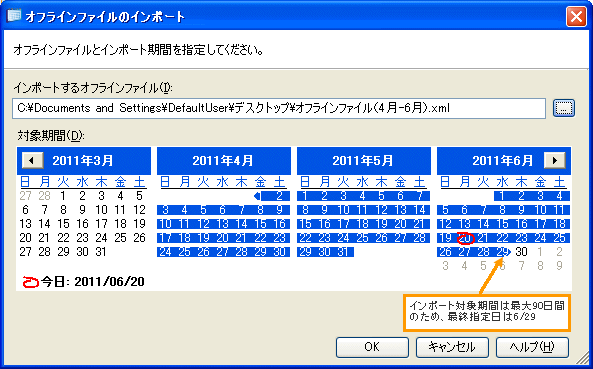 オフラインファイルのインポート
オフラインファイルとインポート期間を指定してください。
インポートするオフラインファイル(I):
C:¥Documents and Settings¥DefaultUser¥デスクトップ¥オフラインファイル(4月-6月).xml
...
対象期間(D):
2011年3月 2011年4月 2011年5月 2011年6月
日 月 火 水 木 金 土 日 月 火 水 木 金 土 日 月 火 水 木 金 土 日 月 火 水 木 金 土
27 28 1 2 3 4 5 1 2 1 2 3 4 5 6 7 1 2 3 4
6 7 8 9 10 11 12 3 4 5 6 7 8 9 8 9 10 11 12 13 14 5 6 7 8 9 10 11
13 14 15 16 17 18 19 10 11 12 13 14 15 16 15 16 17 18 19 20 21 12 13 14 15 16 17 18
20 21 22 23 24 25 26 17 18 19 20 21 22 23 22 23 24 25 26 27 28 19 20 21 22 23 24 25
27 28 29 30 31 24 25 26 27 28 29 30 29 30 31 26 27 28 29 30 1 2
3 4 5 6 7 8 9
今日: 2011/06/20
インポート対象期間は最大90日間
のため、最終指定日は6/29
OK キャンセル ヘルプ(H)